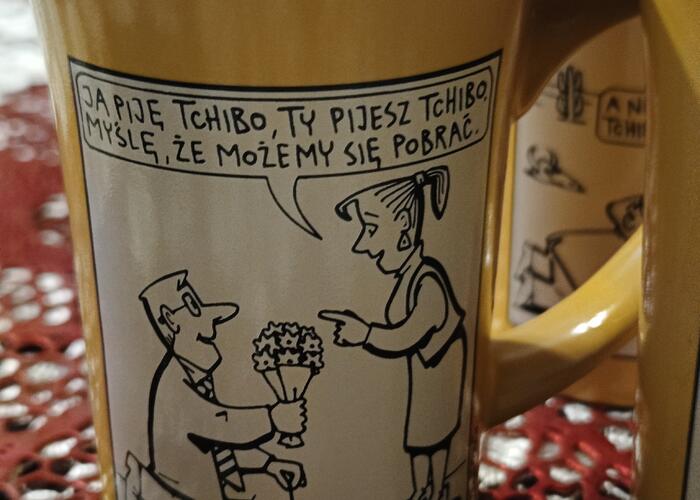 JA PIJĘ TCHIBO, TY PIJESZ TCHIBO,
MYŚLĘ, ŻE MOŻEMY SIĘ POBRAĆ.
A